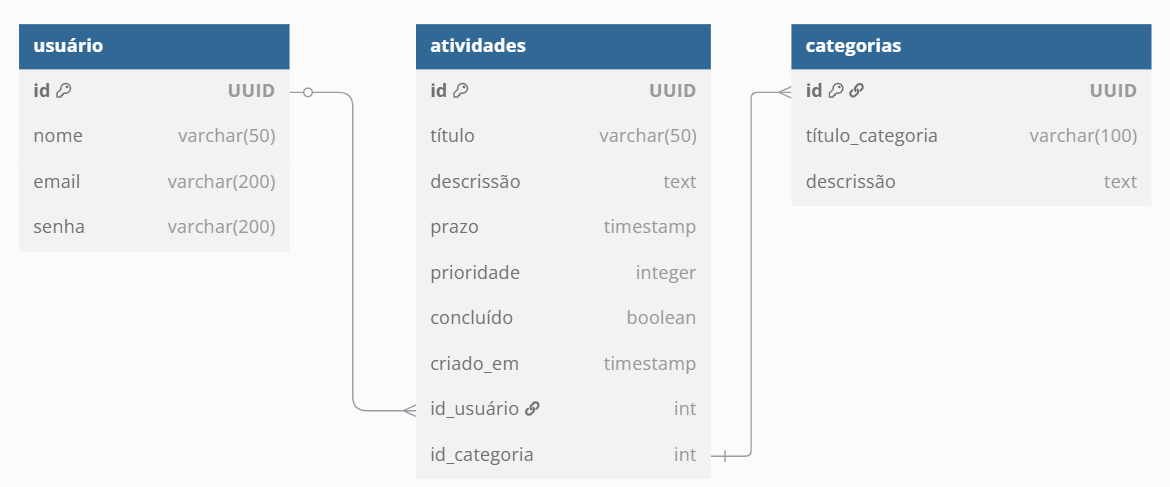 usuário
id UUID
nome varchar(50)
email varchar(200)
senha varchar(200)
atividades
id UUID
título varchar(50)
descrissão text
prazo timestamp
prioridade integer
concluído boolean
criado_em timestamp
id_usuário int
id_categoria int
categorias
id UUID
título_categoria varchar(100)
descrissão text